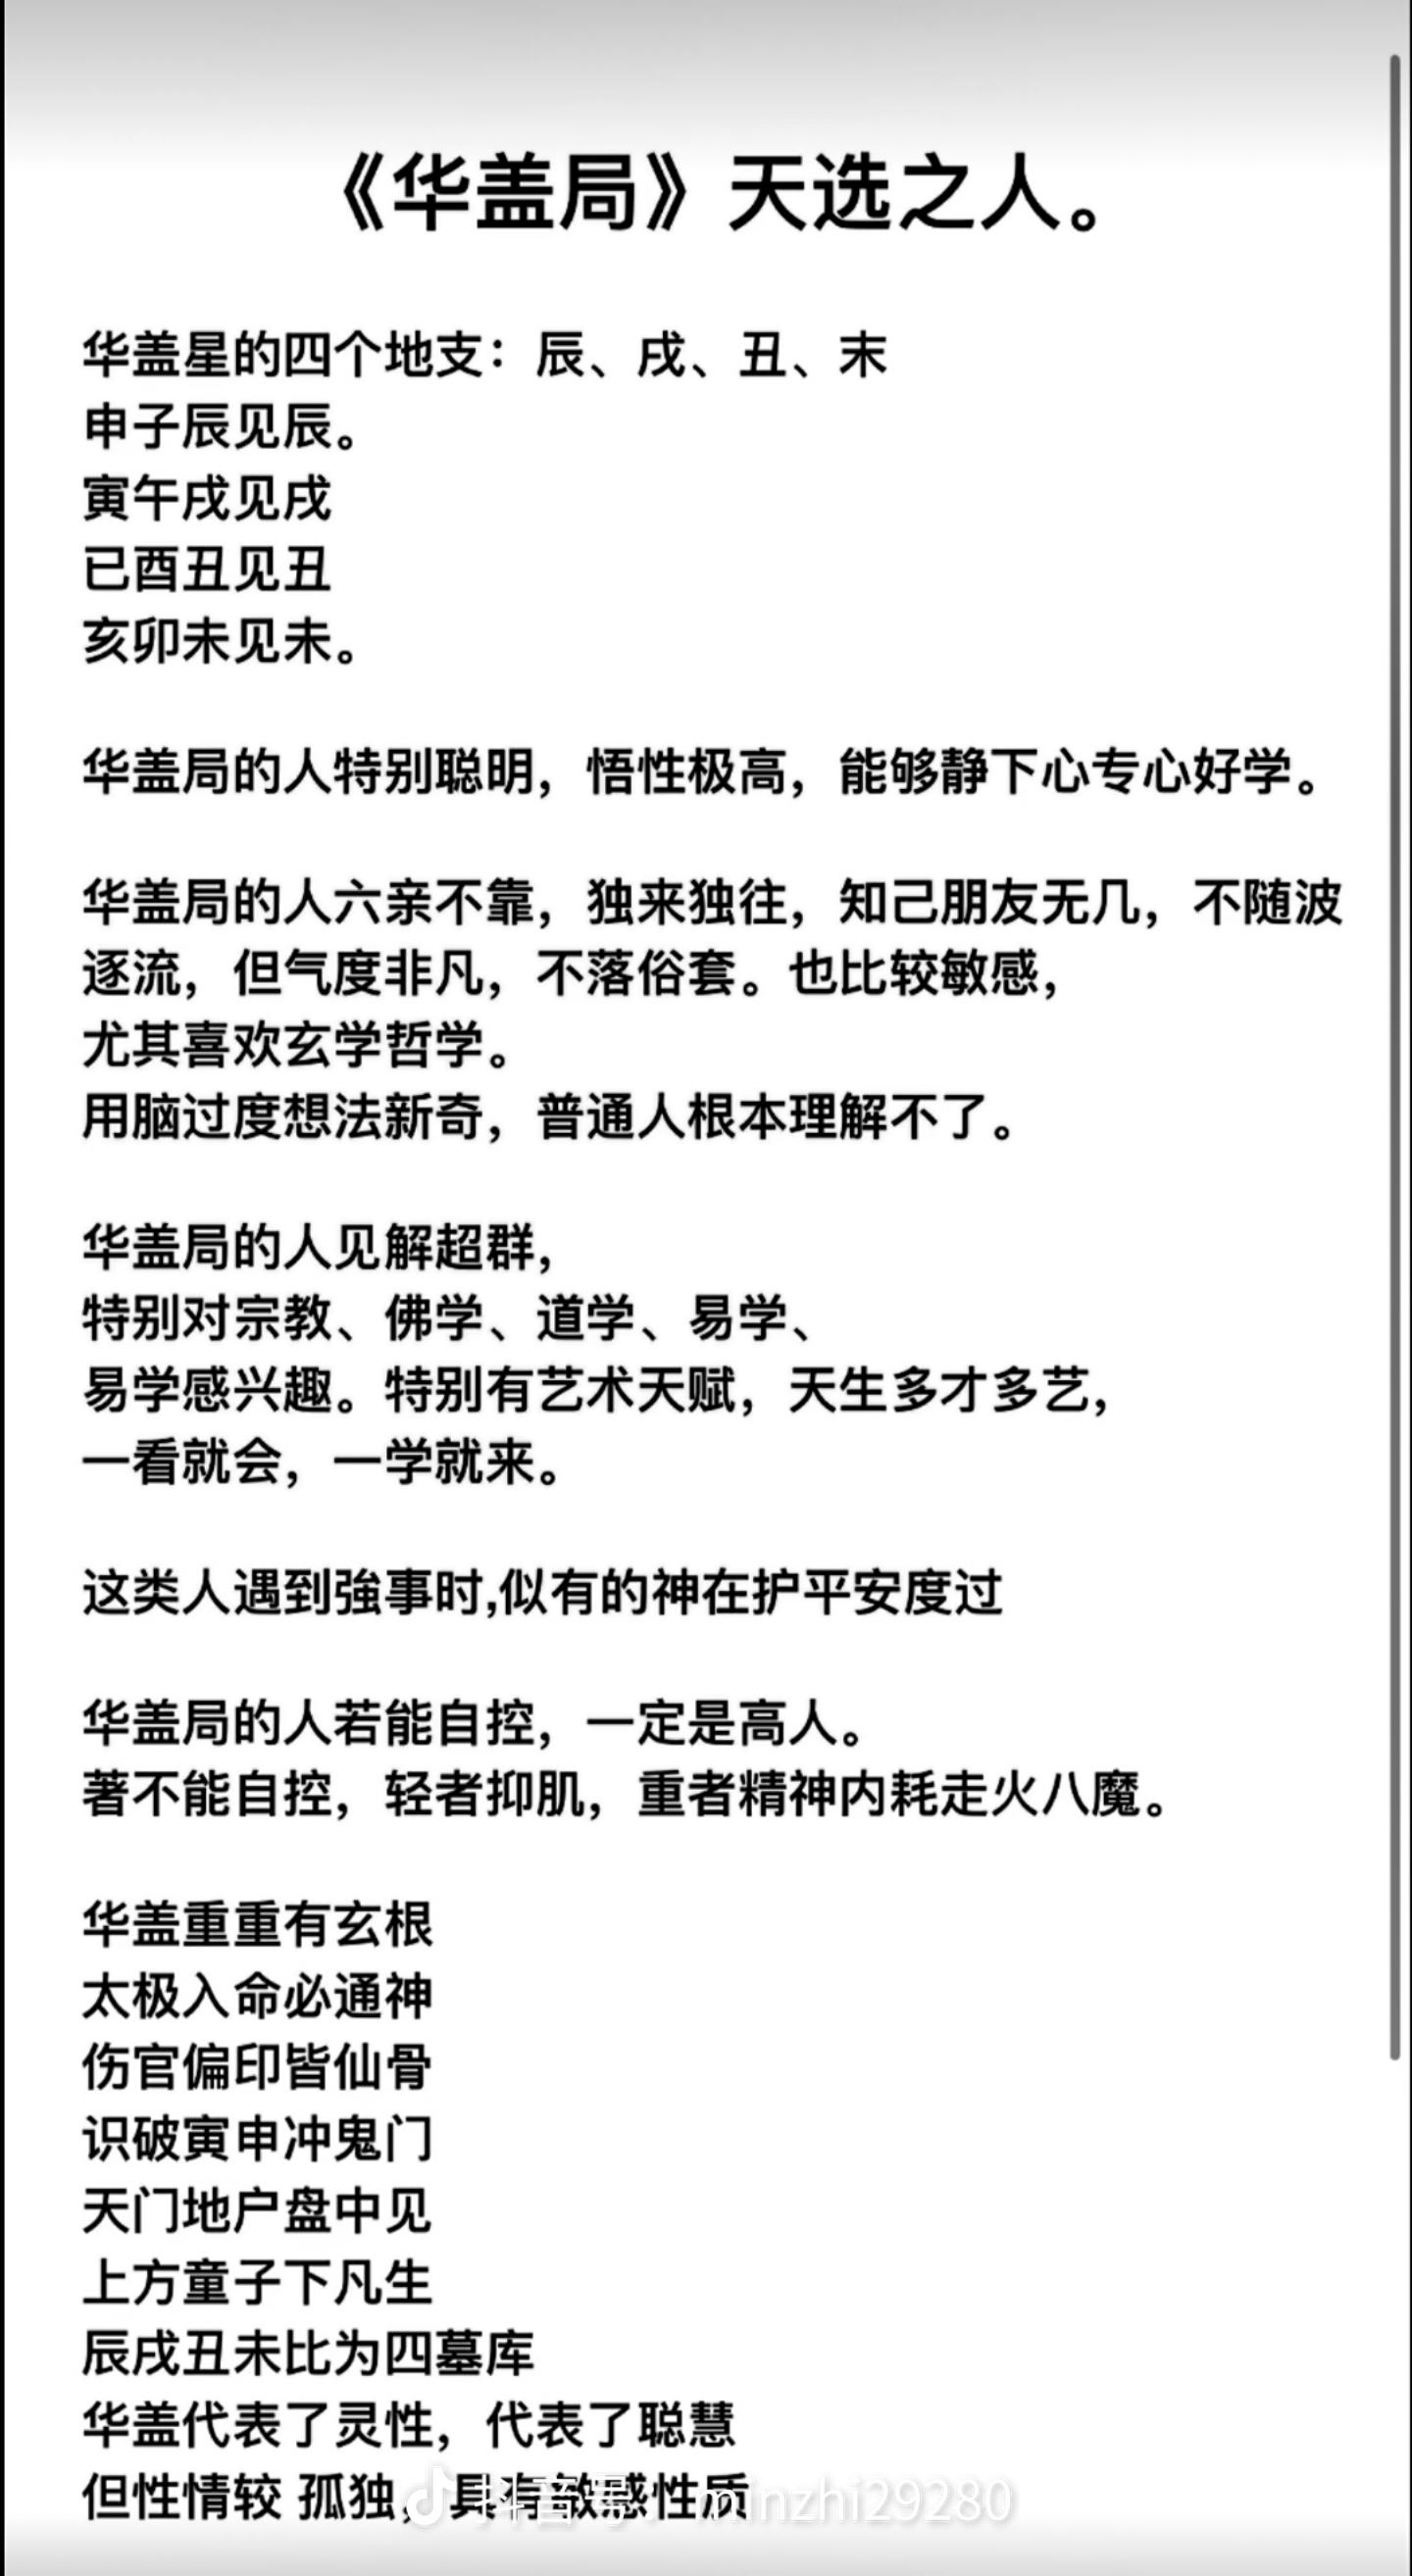 《华盖局》天选之人。
华盖星的四个地支：辰、戌、丑、末
申子辰见辰。
寅午戌见戌
已酉丑见丑
亥卯未见未。
华盖局的人特别聪明，悟性极高，能够静下心专心好学。
华盖局的人六亲不靠，独来独往，知己朋友无几，不随波
逐流，但气度非凡，不落俗套。也比较敏感，
尤其喜欢玄学哲学。
用脑过度想法新奇，普通人根本理解不了。
华盖局的人见解超群，
特别对宗教、佛学、道学、易学、
易学感兴趣。特别有艺术天赋，天生多才多艺，
一看就会，一学就来。
这类人遇到強事时,似有的神在护平安度过
华盖局的人若能自控，一定是高人。
著不能自控，轻者抑肌，重者精神内耗走火八魔。
华盖重重有玄根
太极入命必通神
伤官偏印皆仙骨
识破寅申冲鬼门
天门地户盘中见
上方童子下凡生
辰戌丑未比为四墓库
华盖代表了灵性，代表了聪慧
但性情较 孤独，具有敏感性质
抖音号：minzhi29280